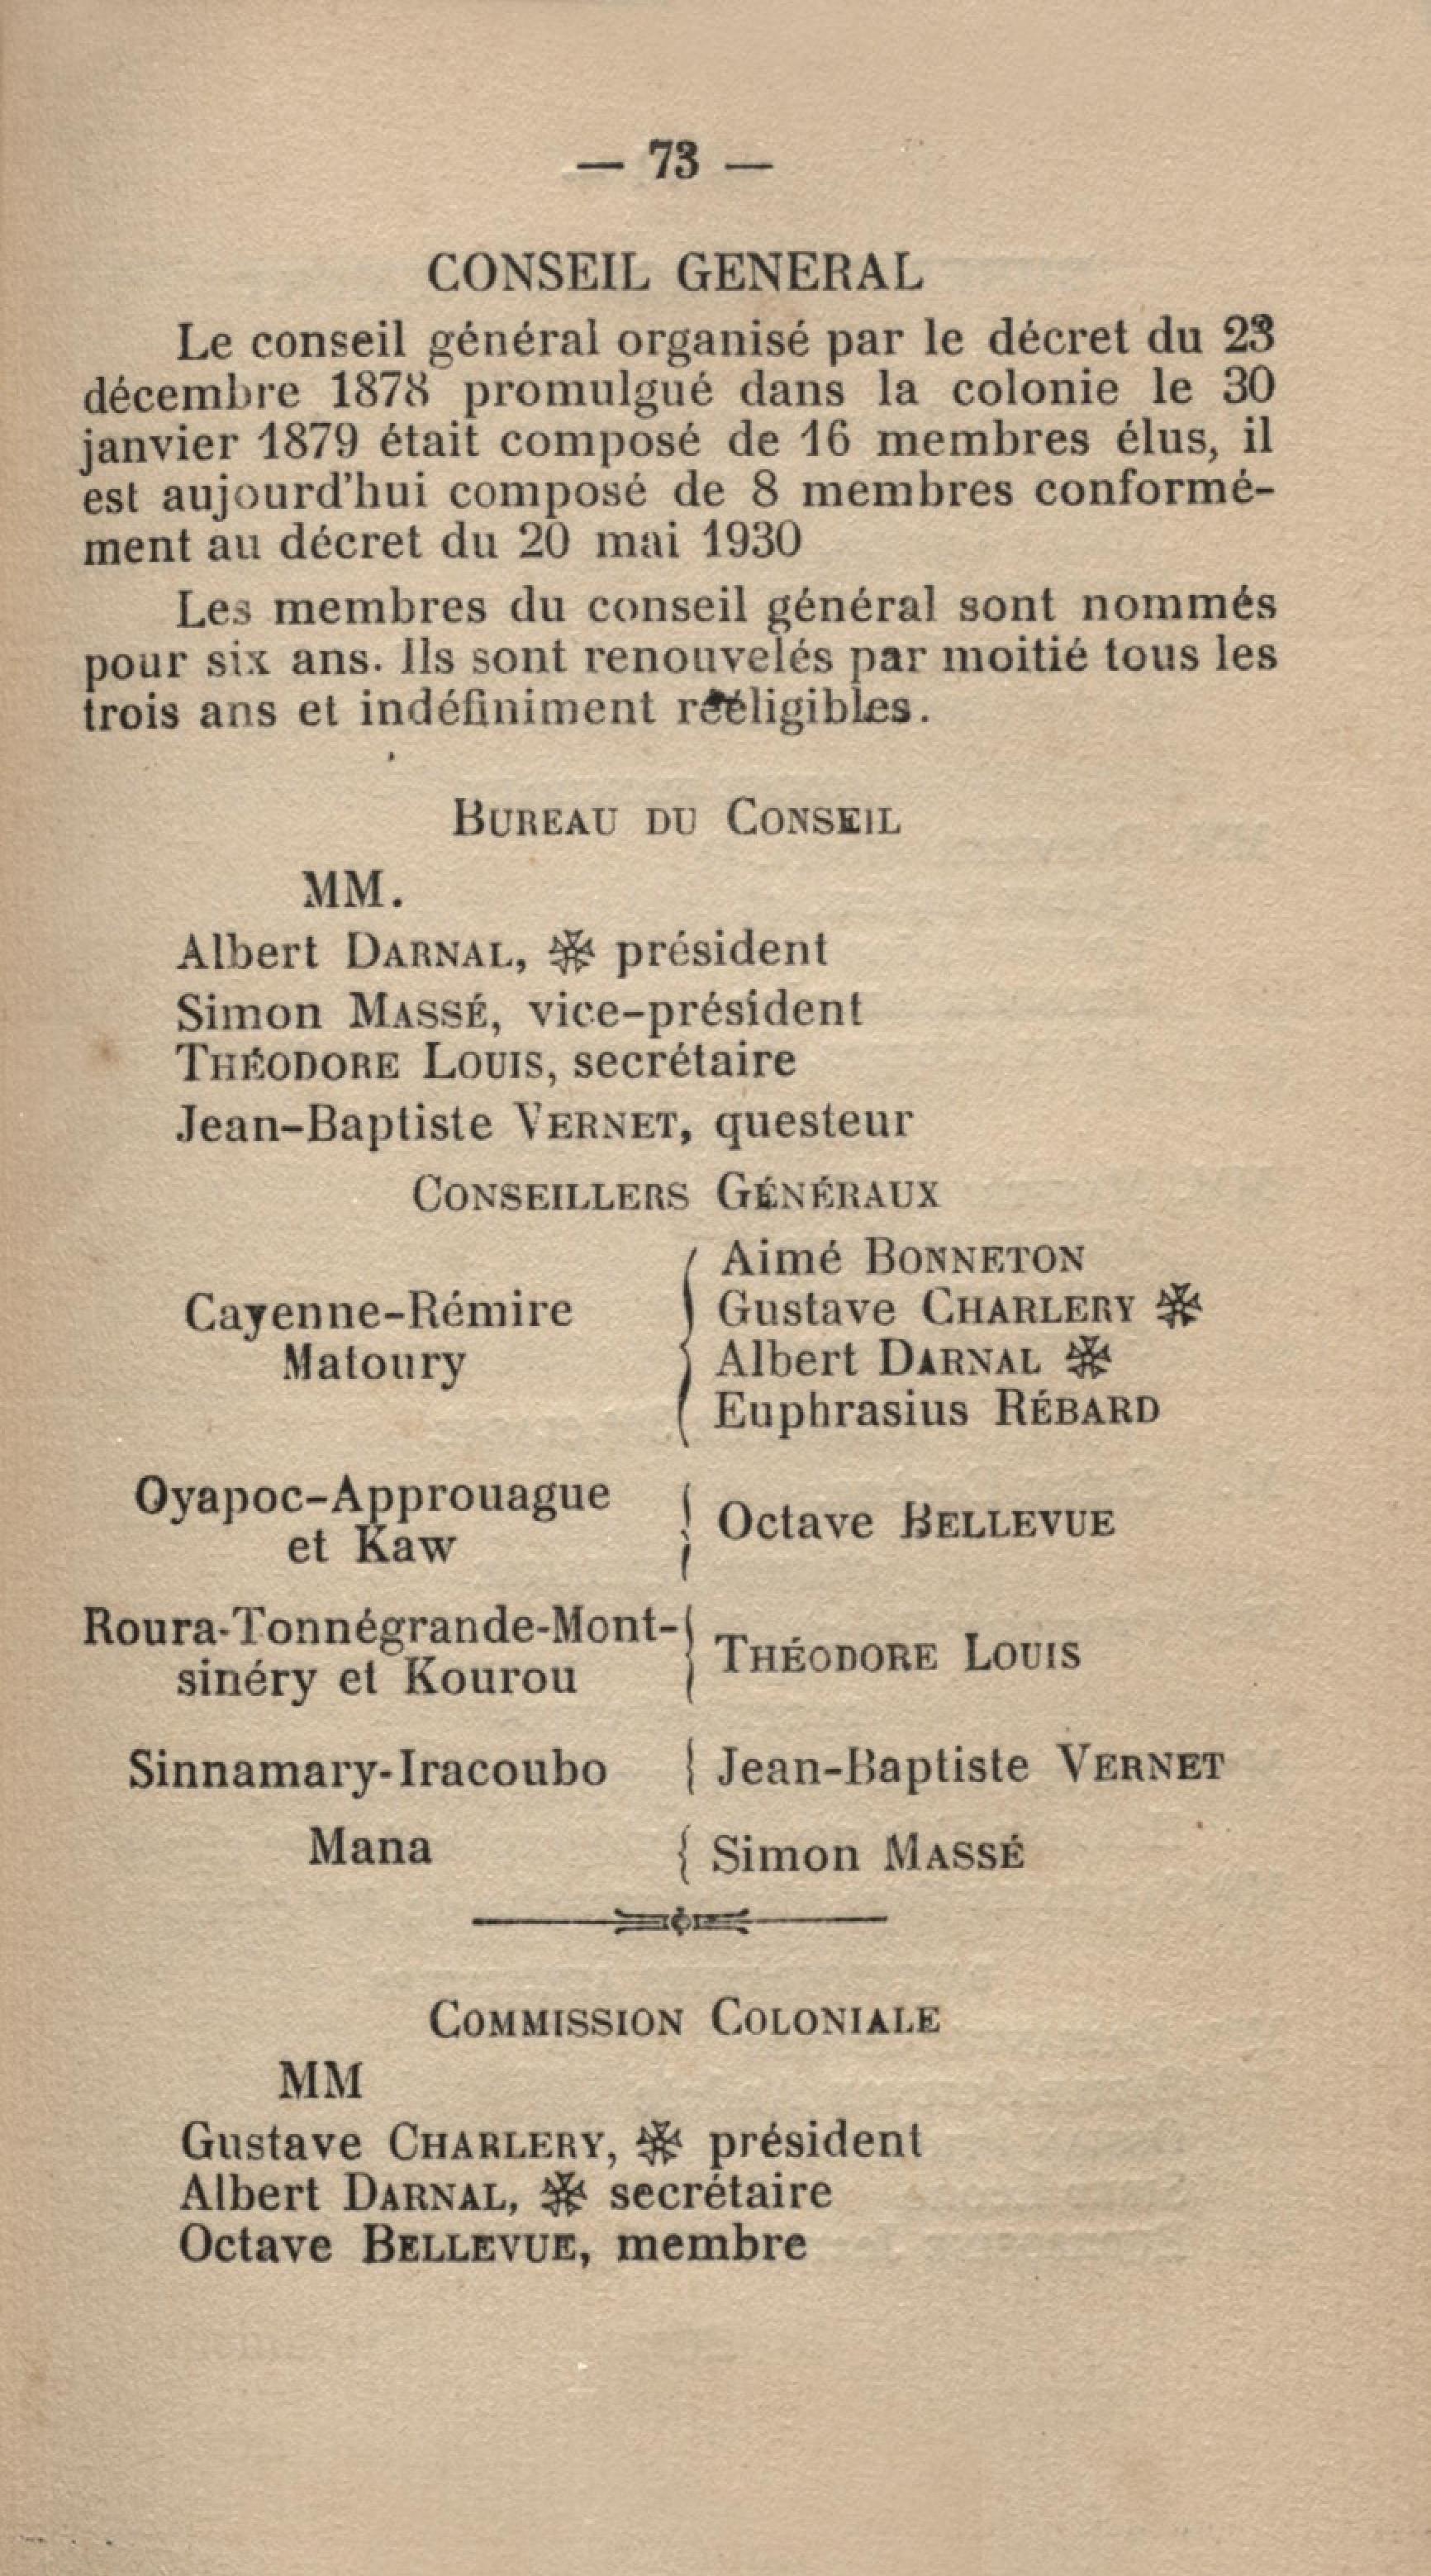 — 73 —
CONSEIL GENERAL
Le conseil général organisé par le décret du 23
décembre 1878 promulgué dans la colonie le 30
janvier 1879 était composé de 16 membres élus, il
est aujourd'hui composé de 8 membres conformé-
ment au décret du 20 mai 1930
Les membres du conseil général sont nommés
pour six ans. Ils sont renouvelés par moitié tous les
trois ans et indéfiniment rééligibles.
BUREAU DU CONSEIL
MM.
Albert DARNAL, ✠ président
Simon MASSÉ, vice-président
THÉODORE LOUIS, secrétaire
Jean-Baptiste VERNET, questeur
CONSEILLERS GÉNÉRAUX
Cayenne-Rémire
Matoury
Aimé BONNETON
Gustave CHARLERY ✠
Albert DARNAL ✠
Euphrasius RÉBARD
Oyapoc-Approuague
et Kaw
Octave BELLEVUE
Roura-Tonnégrande-Mont-
sinéry et Kourou
THÉODORE LOUIS
Sinnamary-Iracoubo { Jean-Baptiste VERNET
Mana { Simon MASSÉ
COMMISSION COLONIALE
MM
Gustave CHARLERY, ✠ président
Albert DARNAL, ✠ secrétaire
Octave BELLEVUE, membre